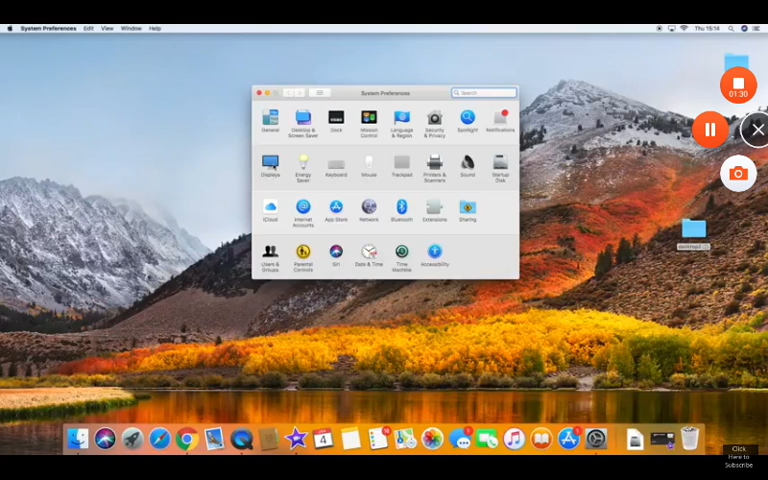 System Preferences Edit View Window Help
Thu 15:14
System Preferences
Search
01:30
General
Desktop &
Screen Saver
Dock
Mission
Control
Language
& Region
Security
& Privacy
Spotlight
Notifications
Displays
Energy
Saver
Keyboard
Mouse
Trackpad
Printers &
Scanners
Sound
Startup
Disk
iCloud
Internet
Accounts
App Store
Network
Bluetooth
Extensions
Sharing
Users &
Groups
Parental
Controls
Siri
Date & Time
Time
Machine
Accessibility
4
Click
Here to
Subscribe